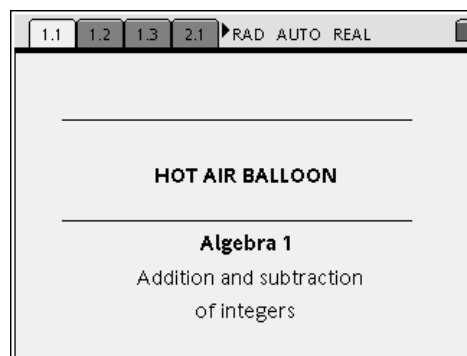 1.1 1.2 1.3 2.1 RAD AUTO REAL
HOT AIR BALLOON
Algebra 1
Addition and subtraction
of integers